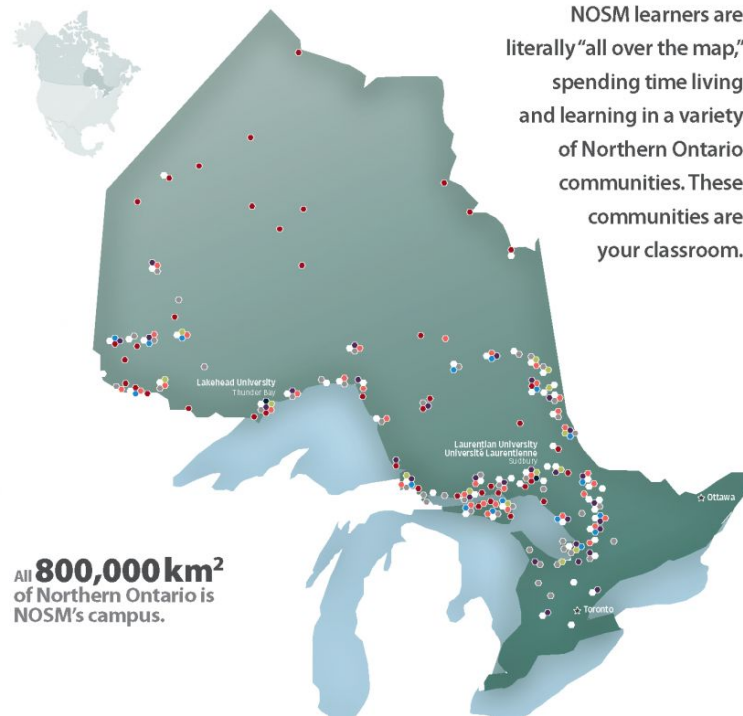 NOSM learners are
literally “all over the map,”
spending time living
and learning in a variety
of Northern Ontario
communities. These
communities are
your classroom.
Lakehead University
Thunder Bay
Laurentian University
Université Laurentienne
Sudbury
Ottawa
All 800,000 km²
of Northern Ontario is
NOSM’s campus.
Toronto